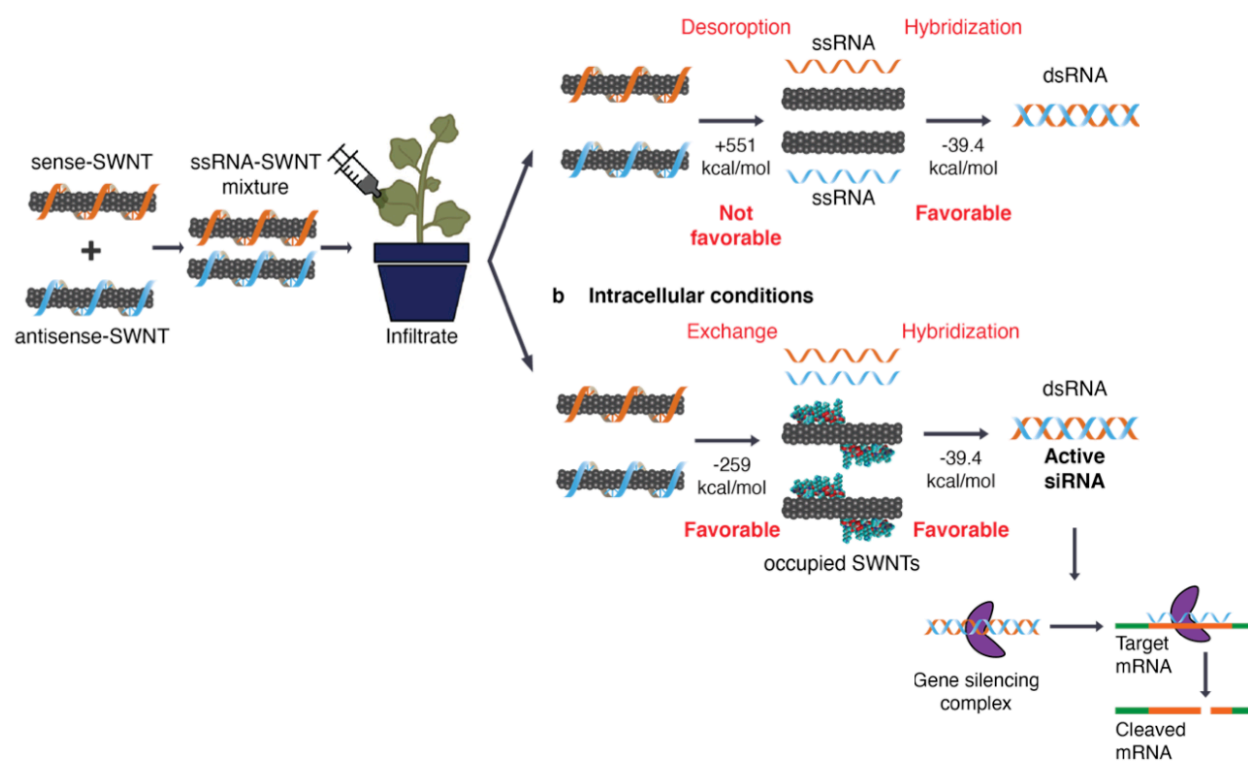 sense-SWNT
+
antisense-SWNT
ssRNA-SWNT
mixture
Infiltrate
Desoroption
ssRNA
Hybridization
dsRNA
+551
kcal/mol
-39.4
kcal/mol
ssRNA
Not
favorable
Favorable
b Intracellular conditions
Exchange
Hybridization
dsRNA
-259
kcal/mol
-39.4
kcal/mol
Active
siRNA
Favorable
Favorable
occupied SWNTs
Gene silencing
complex
Target
mRNA
Cleaved
mRNA